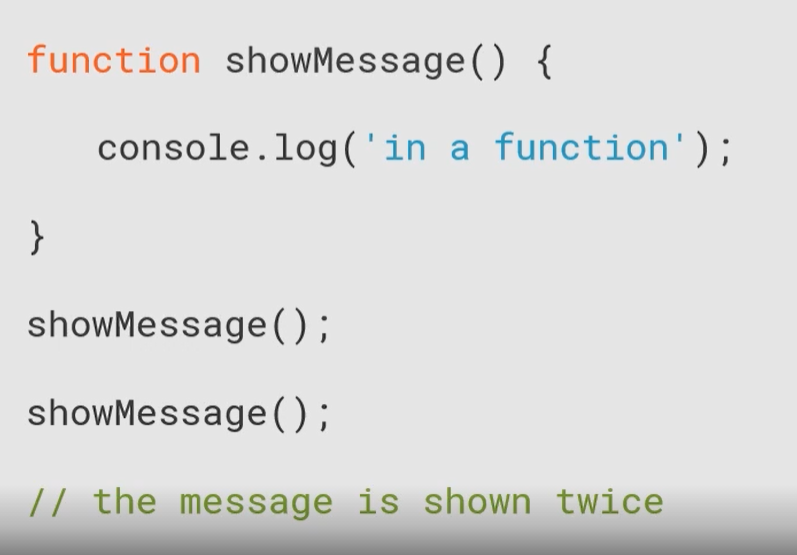 function showMessage() {
console.log('in a function');
}
showMessage();
showMessage();
// the message is shown twice